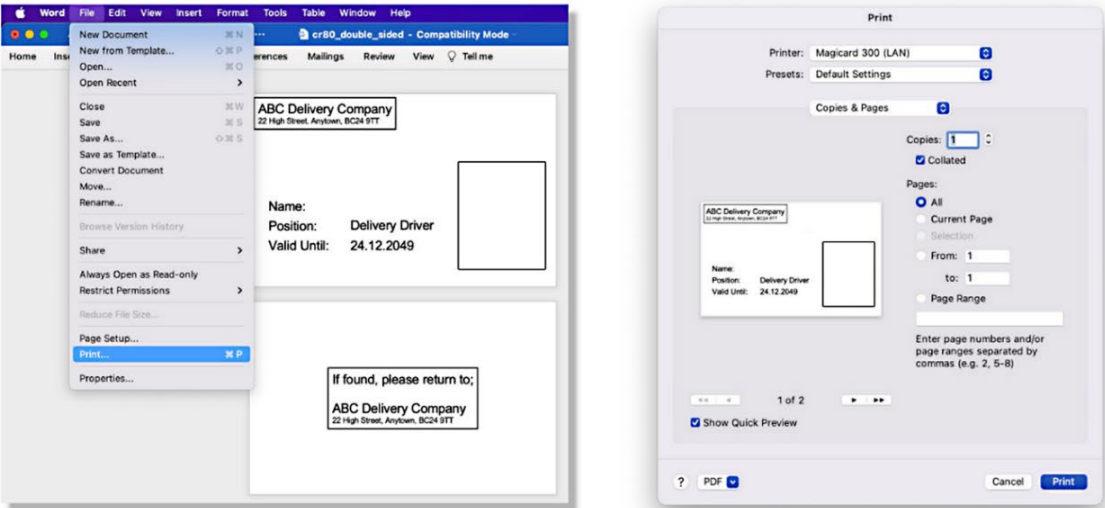 Word File Edit View Insert Format Tools Table Window Help
cr80_double_sided - Compatibility Mode
Home Ins erences Mailings Review View Tell me
New Document ⌘ N
New from Template... ⇧ ⌘ P
Open... ⌘ O
Open Recent >
Close ⌘ W
Save ⌘ S
Save As... ⇧ ⌘ S
Save as Template...
Convert Document
Move...
Rename...
Browse Version History
Share >
Always Open as Read-only
Restrict Permissions >
Reduce File Size...
Page Setup...
Print... ⌘ P
Properties...
ABC Delivery Company
22 High Street, Anytown, BC24 9TT
Name:
Position: Delivery Driver
Valid Until: 24.12.2049
If found, please return to;
ABC Delivery Company
22 High Street, Anytown, BC24 9TT
Print
Printer: Magicard 300 (LAN)
Presets: Default Settings
Copies & Pages
Copies: 1
Collated
Pages:
All
Current Page
Selection
From: 1
to: 1
Page Range
Enter page numbers and/or
page ranges separated by
commas (e.g. 2, 5-8)
ABC Delivery Company
22 High Street, Anytown, BC24 9TT
Name:
Position: Delivery Driver
Valid Until: 24.12.2049
1 of 2
Show Quick Preview
? PDF Cancel Print